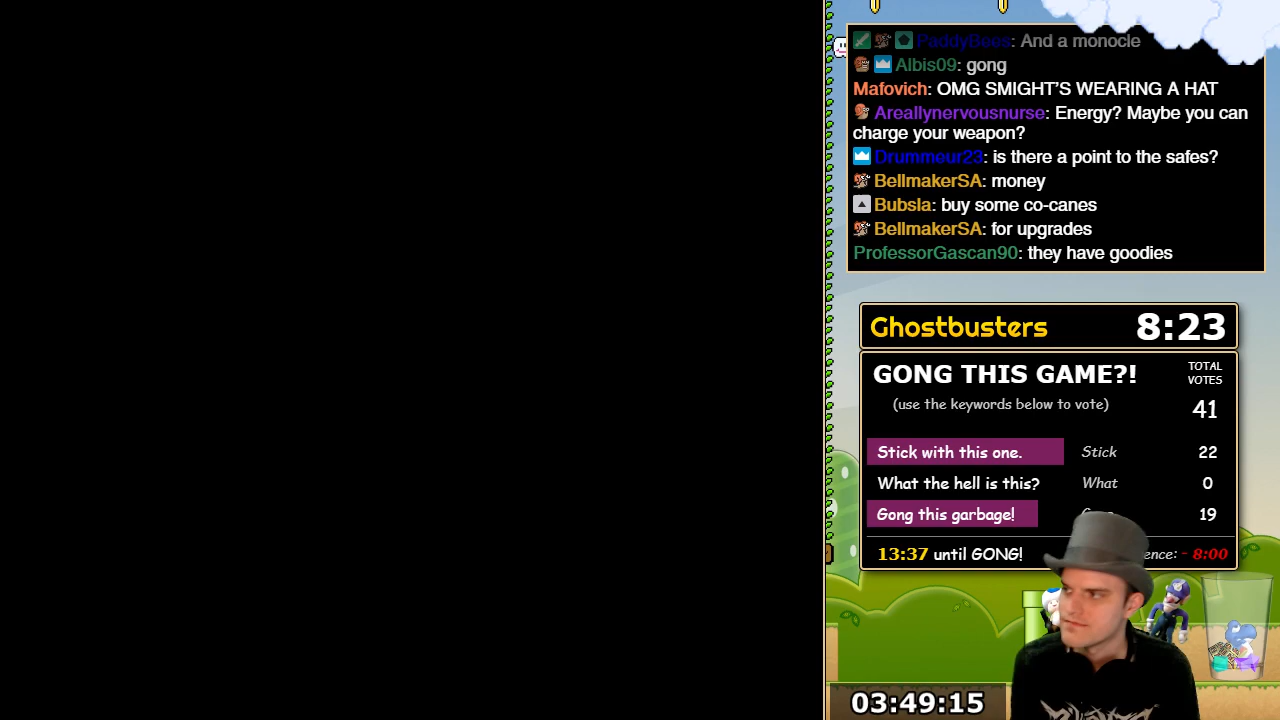 PaddyBees: And a monocle
Albis09: gong
Mafovich: OMG SMIGHT'S WEARING A HAT
Areallynervousnurse: Energy? Maybe you can
charge your weapon?
Drummeur23: is there a point to the safes?
BellmakerSA: money
Bubsla: buy some co-canes
BellmakerSA: for upgrades
ProfessorGascan90: they have goodies
Ghostbusters 8:23
GONG THIS GAME?! TOTAL
VOTES
(use the keywords below to vote) 41
Stick with this one. Stick 22
What the hell is this? What 0
Gong this garbage! 19
13:37 until GONG! ence: - 8:00
03:49:15